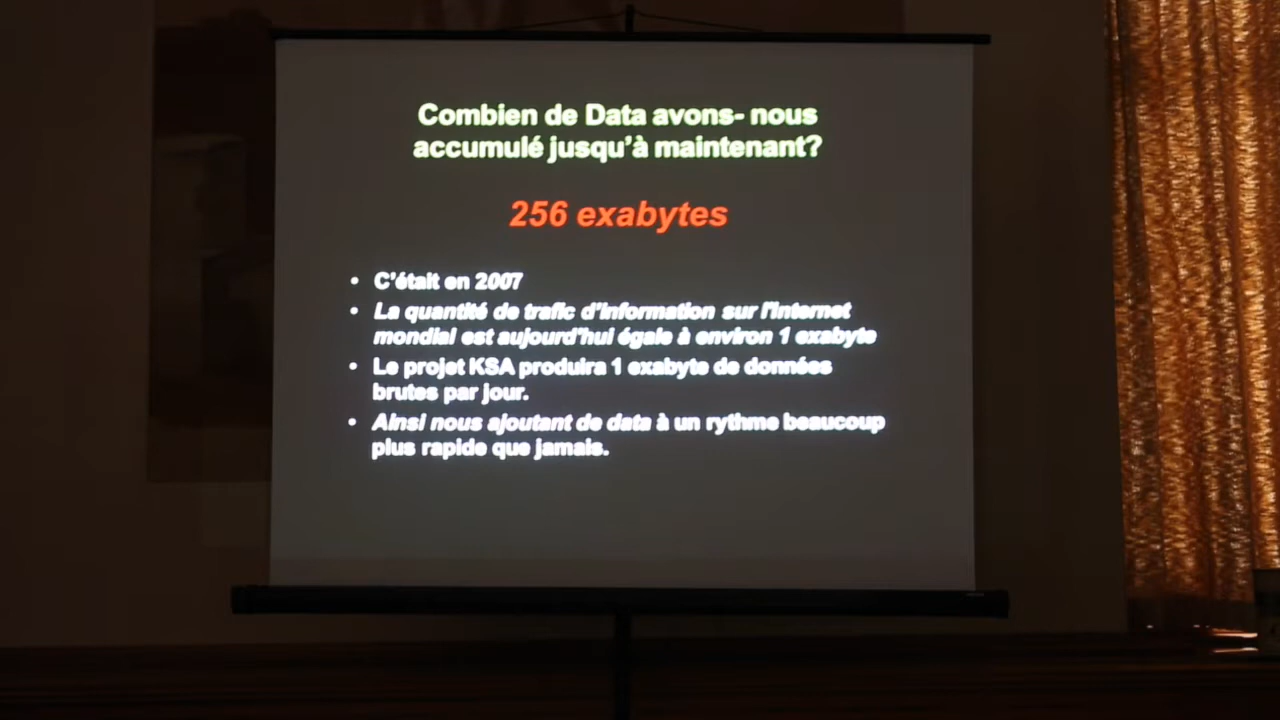 Combien de Data avons- nous
accumulé jusqu'à maintenant?
256 exabytes
• C'était en 2007
• La quantité de trafic d'information sur l'internet
mondial est aujourd'hui égale à environ 1 exabyte
• Le projet KSA produira 1 exabyte de données
brutes par jour.
• Ainsi nous ajoutant de data à un rythme beaucoup
plus rapide que jamais.